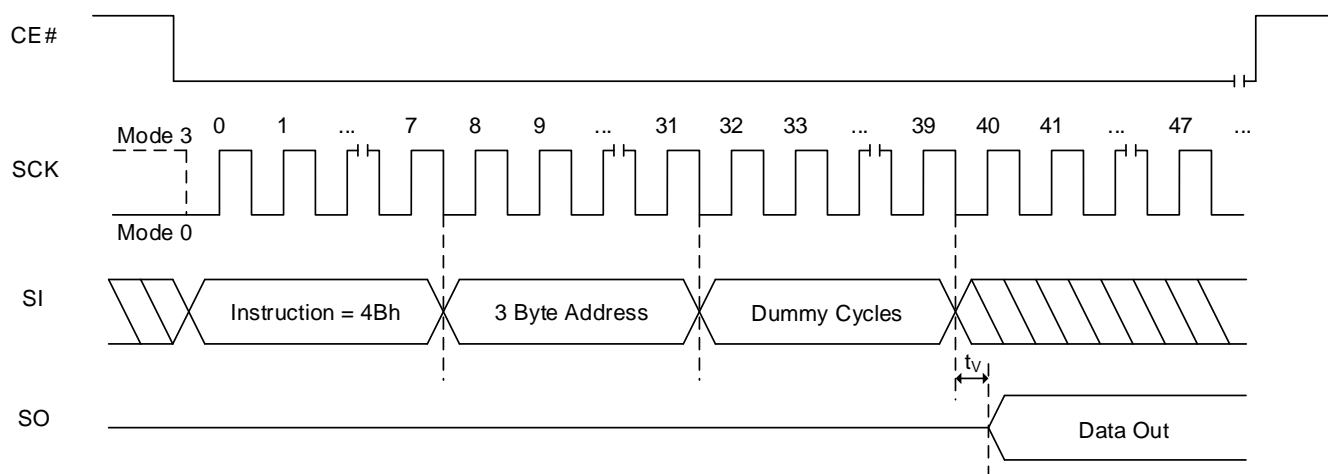 CE#
Mode 3 0 1 ... 7 8 9 ... 31 32 33 ... 39 40 41 ... 47 ...
SCK
Mode 0
SI Instruction = 4Bh 3 Byte Address Dummy Cycles
tV
SO Data Out